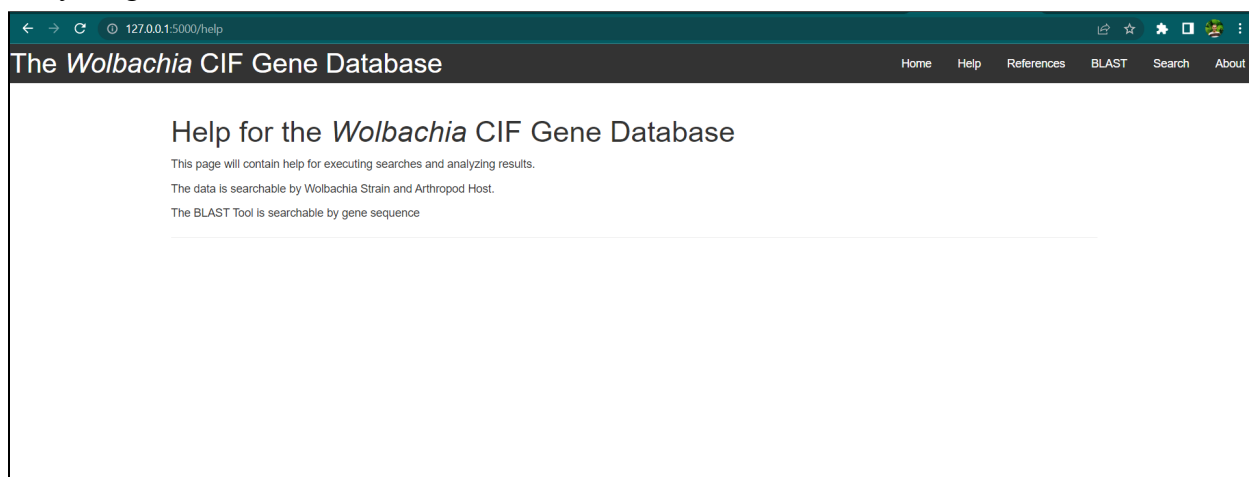 127.0.0.1:5000/help
The Wolbachia CIF Gene Database
Home Help References BLAST Search About
Help for the Wolbachia CIF Gene Database
This page will contain help for executing searches and analyzing results.
The data is searchable by Wolbachia Strain and Arthropod Host.
The BLAST Tool is searchable by gene sequence